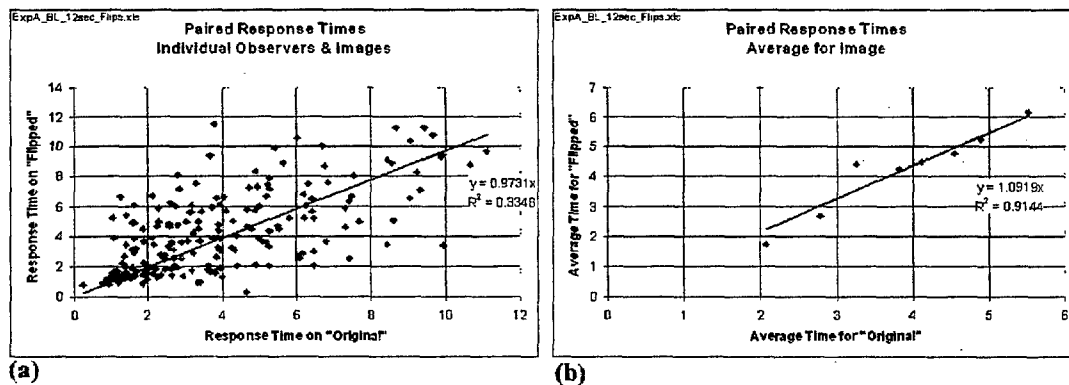 ExpA_BL_12sec_Flips.xls
Paired Response Times
Individual Observers & Images
Response Time on "Flipped"
14
12
10
8
6
4
2
0
y = 0.9731x
R² = 0.3348
0
2
4
6
8
10
12
Response Time on "Original"
(a)
ExpA_BL_12sec_Flips.xls
Paired Response Times
Average for Image
Average Time for "Flipped"
7
6
5
4
3
2
1
0
y = 1.0919x
R² = 0.9144
0
1
2
3
4
5
6
Average Time for "Original"
(b)